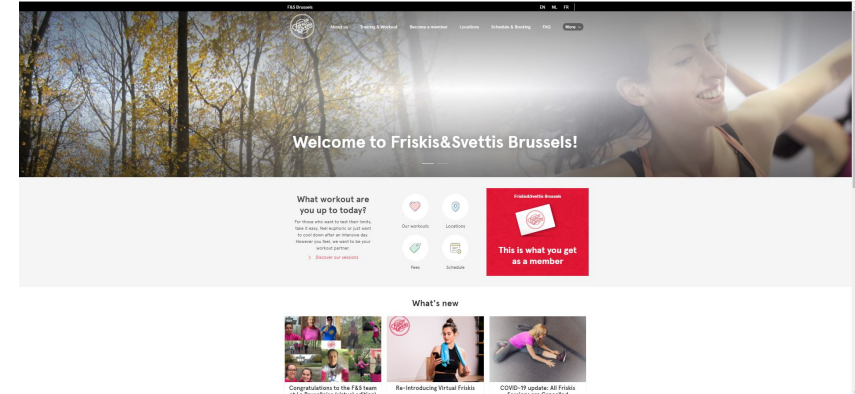 F&S Brussels
EN NL FR
About us Training & Workout Become a member Locations Schedule & Booking FAQ More
Welcome to Friskis&Svettis Brussels!
What workout are
you up to today?
For those who want to test their limits,
take it easy, feel euphoric or just want
to cool down after an intensive day.
However you feel, we want to be your
workout partner.
Discover our sessions
Our workouts
Locations
Fees
Schedule
Friskis&Svettis Brussels
This is what you get
as a member
What's new
Congratulations to the F&S team
Re-Introducing Virtual Friskis
COVID-19 update: All Friskis